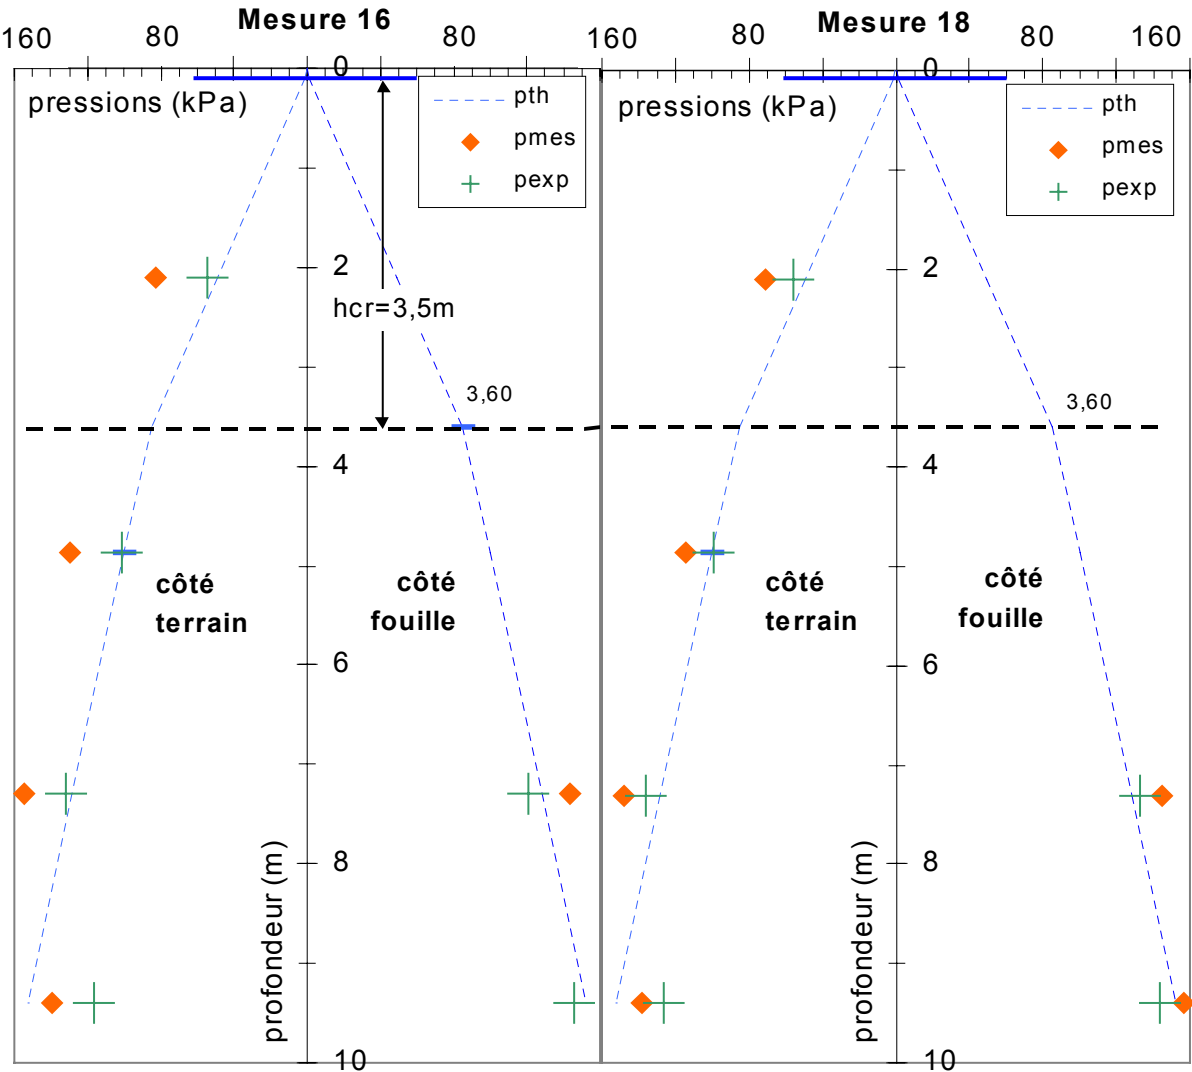 Mesure 16
160 80 80
0
pressions (kPa)
pth
pmes
pexp
2
hcr=3,5m
3,60
4
côté
terrain
côté
fouille
6
8
profondeur (m)
10
Mesure 18
160 80 80 160
0
pressions (kPa)
pth
pmes
pexp
2
3,60
4
côté
terrain
côté
fouille
6
8
profondeur (m)
10